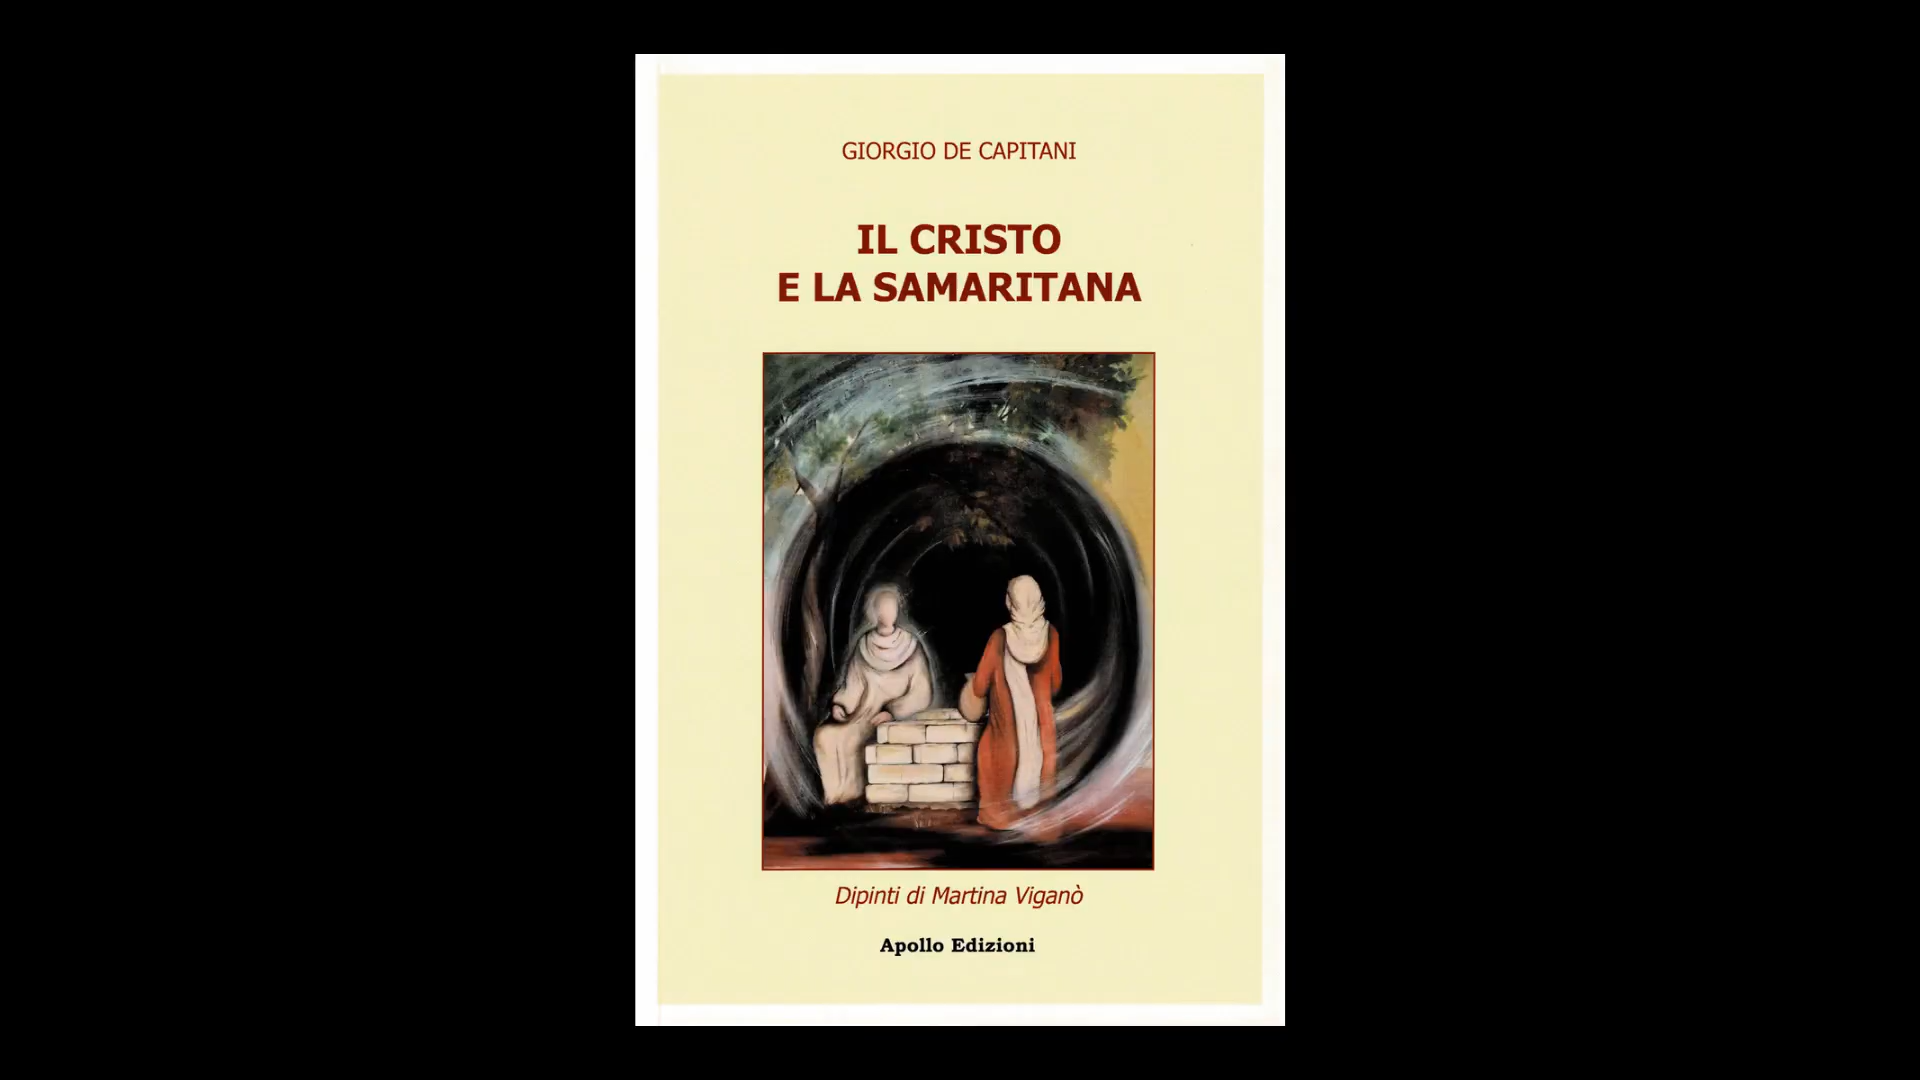 GIORGIO DE CAPITANI
IL CRISTO
E LA SAMARITANA
Dipinti di Martina Viganò
Apollo Edizioni